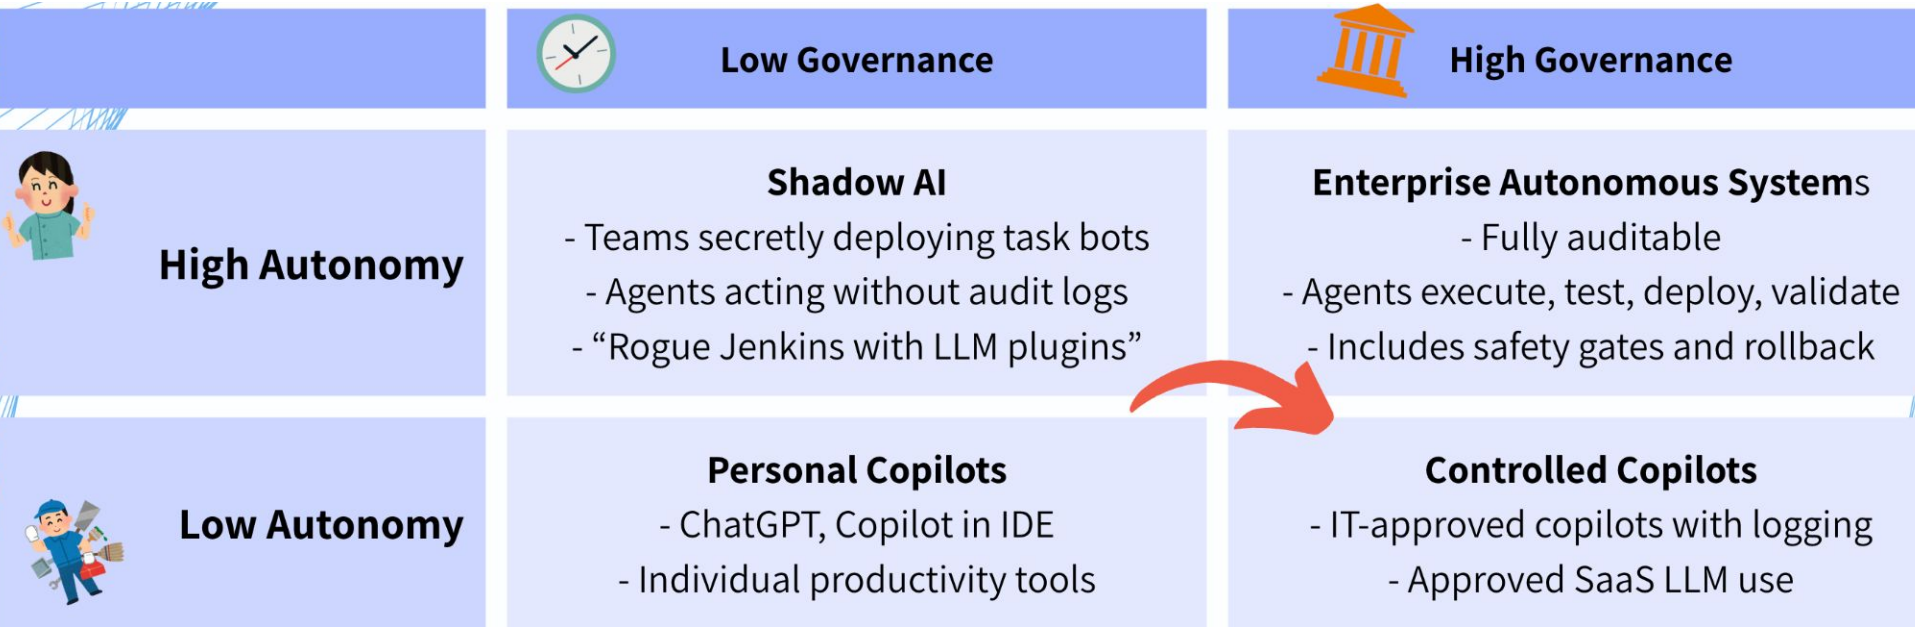 Low Governance
High Governance
High Autonomy
Shadow AI
- Teams secretly deploying task bots
- Agents acting without audit logs
- “Rogue Jenkins with LLM plugins”
Enterprise Autonomous Systems
- Fully auditable
- Agents execute, test, deploy, validate
- Includes safety gates and rollback
Low Autonomy
Personal Copilots
- ChatGPT, Copilot in IDE
- Individual productivity tools
Controlled Copilots
- IT-approved copilots with logging
- Approved SaaS LLM use